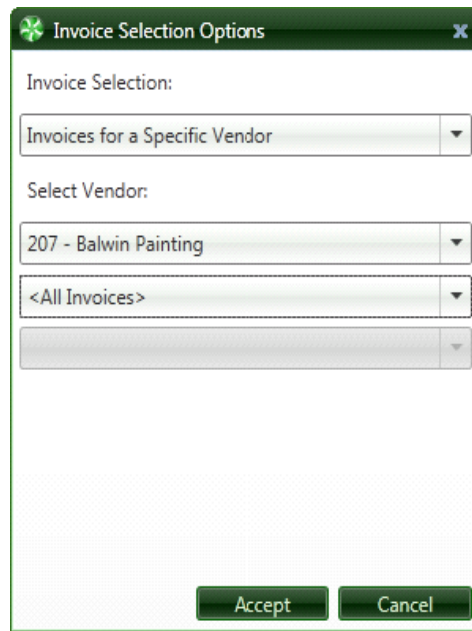 Invoice Selection Options
Invoice Selection:
Invoices for a Specific Vendor
Select Vendor:
207 - Balwin Painting
<All Invoices>
Accept Cancel